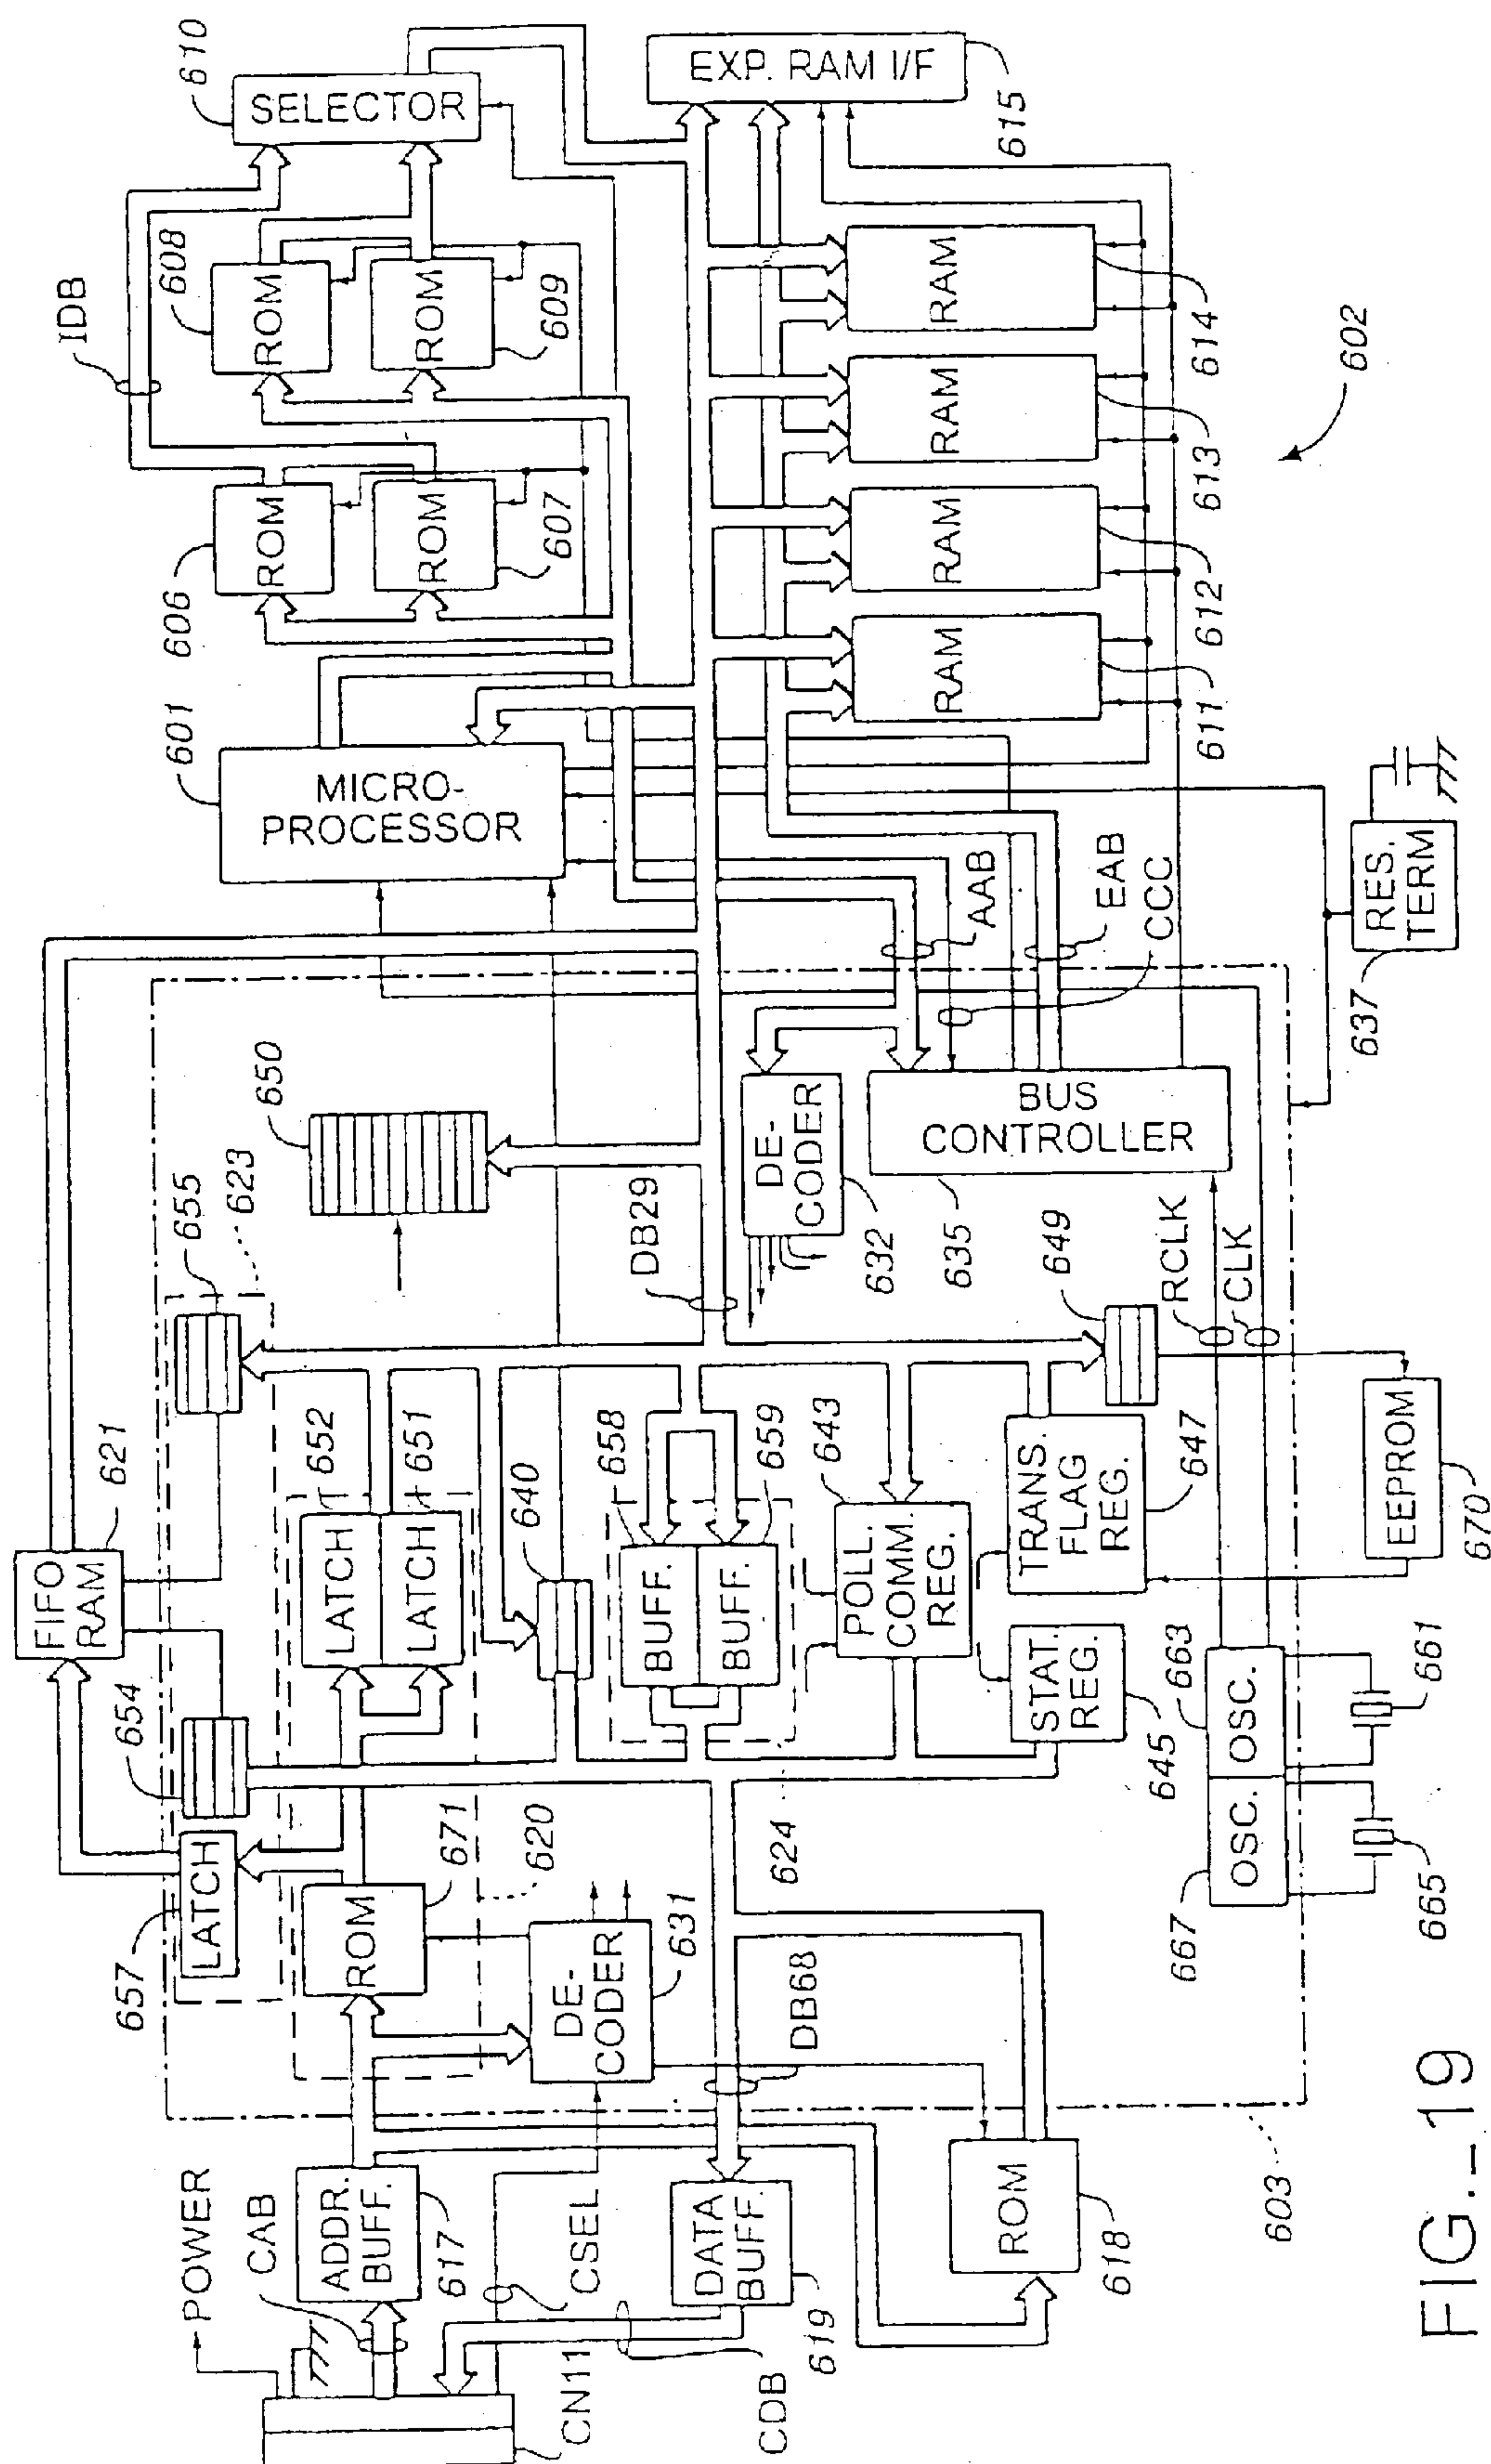 610
SELECTOR
EXP. RAM I/F
615
IDB
608
ROM
ROM
609
606
ROM
ROM
607
601
MICRO-
PROCESSOR
RAM
614
RAM
613
RAM
612
RAM
611
602
AAB
EAB
CCC
RES.
TERM
637
650
655
623
DB29
DE-
CODER
632
BUS
CONTROLLER
635
649
RCLK
CLK
621
FIFO
RAM
652
651
LATCH
LATCH
640
658
659
BUFF.
BUFF.
643
POLL.
COMM.
REG.
TRANS.
FLAG
REG.
647
EEPROM
670
654
STAT.
REG.
645
663
OSC.
OSC.
661
667
665
657
LATCH
ROM
671
620
624
DE-
CODER
631
DB68
POWER
CAB
ADDR.
BUFF.
617
CSEL
DATA
BUFF.
619
ROM
618
603
CN11
CDB
FIG.-19